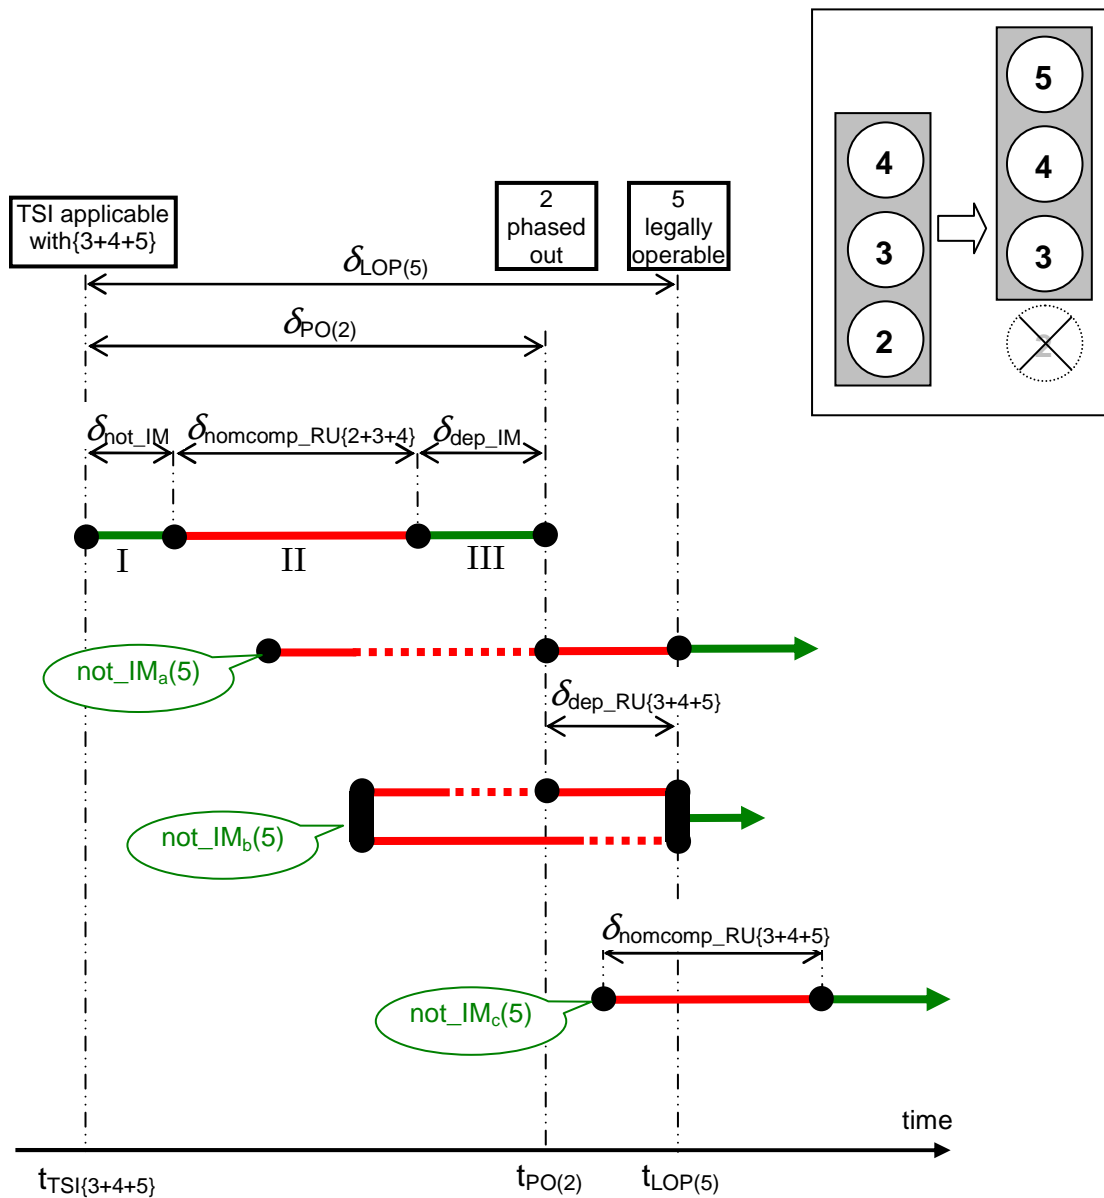 5
4
4
3
3
2
2
TSI applicable
with{3+4+5}
2
phased
out
5
legally
operable
δLOP(5)
δPO(2)
δnot_IM
δnomcomp_RU{2+3+4}
δdep_IM
I
II
III
not_IMa(5)
δdep_RU{3+4+5}
not_IMb(5)
δnomcomp_RU{3+4+5}
not_IMc(5)
time
tTSI{3+4+5}
tPO(2)
tLOP(5)